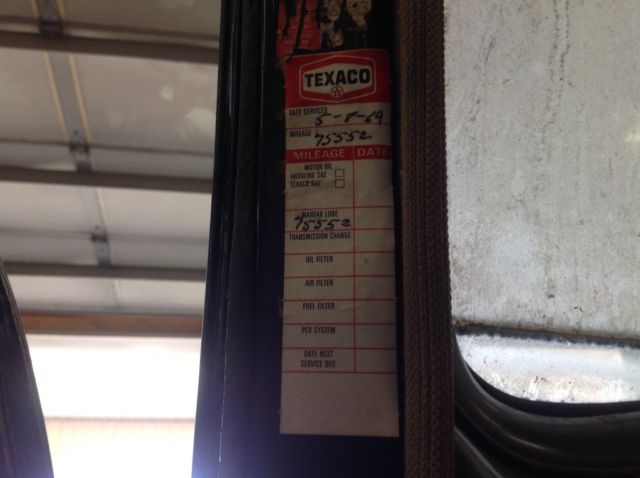 TEXACO
DATE SERVICED 5-8-69
MILEAGE 75552
MILEAGE DATE
MOTOR OIL
HAVOLINE SAE
TEXACO SAE
MARFAK LUBE
75552
TRANSMISSION CHANGE
OIL FILTER
AIR FILTER
FUEL FILTER
PCV SYSTEM
DATE NEXT
SERVICE DUE